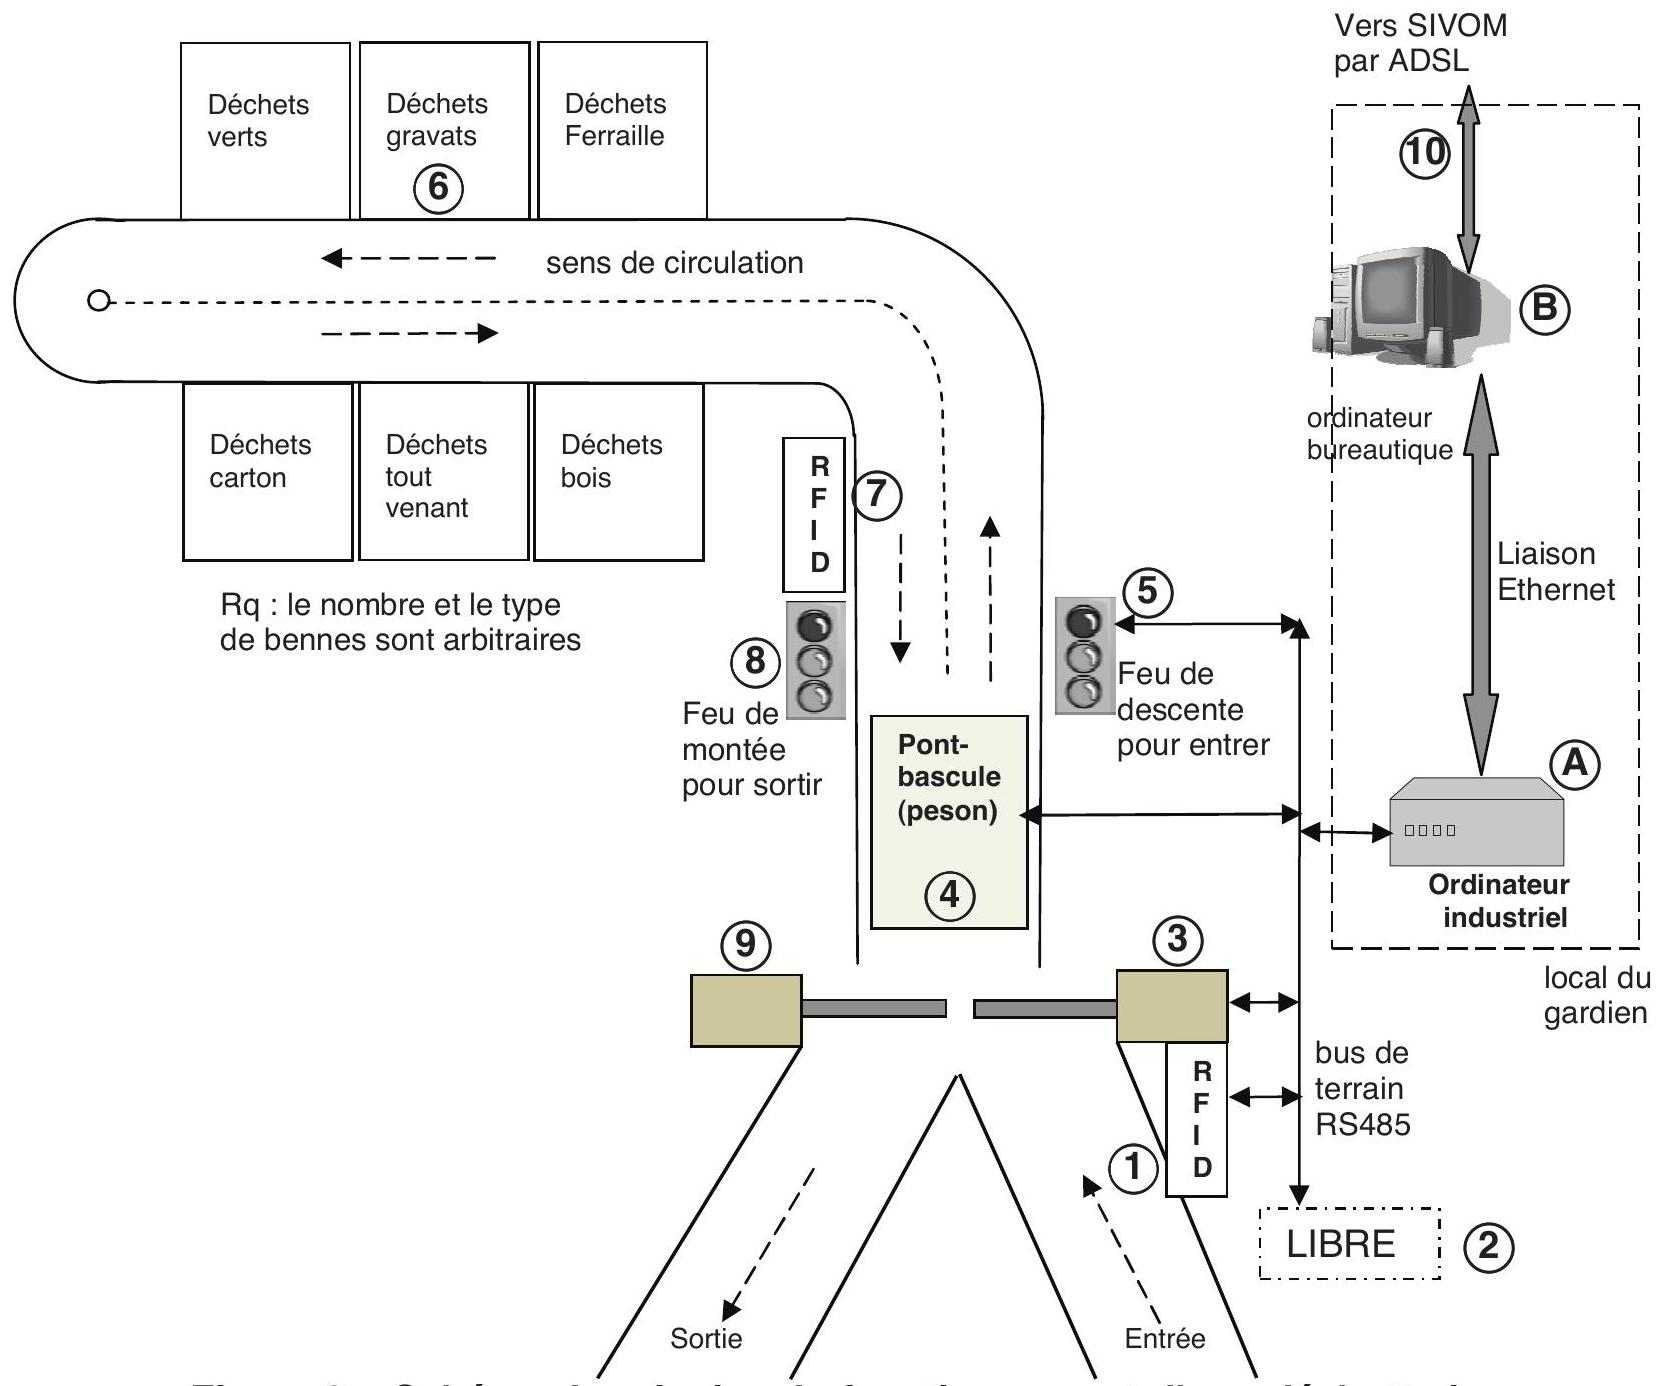 Vers SIVOM
par ADSL
10
B
ordinateur
bureautique
Liaison
Ethernet
A
Ordinateur
industriel
local du
gardien
Déchets
verts
Déchets
gravats
6
Déchets
Ferraille
sens de circulation
Déchets
carton
Déchets
tout
venant
Déchets
bois
R
F
I
D
7
Rq : le nombre et le type
de bennes sont arbitraires
8
Feu de
montée
pour sortir
5
Feu de
descente
pour entrer
Pont-
bascule
(peson)
4
9
3
R
F
I
D
1
bus de
terrain
RS485
LIBRE
2
Sortie
Entrée